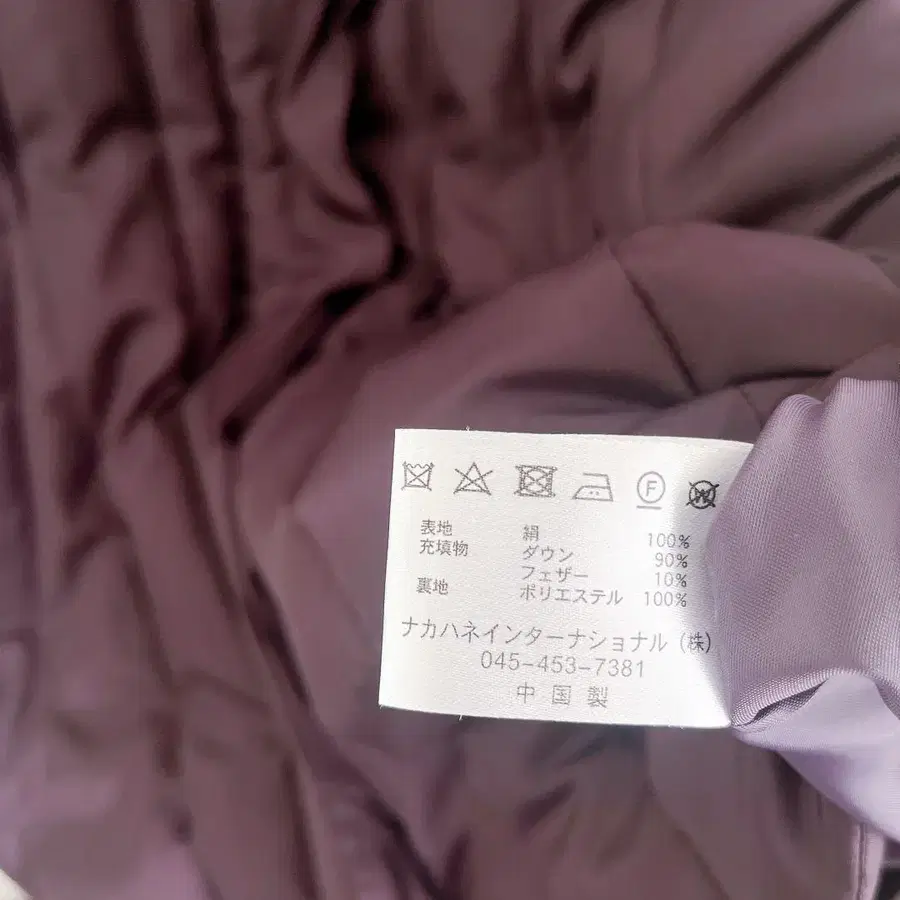 F W
表地 絹 100%
充填物 ダウン 90%
フェザー 10%
裏地 ポリエステル 100%
ナカハネインターナショナル(株)
045-453-7381
中国製